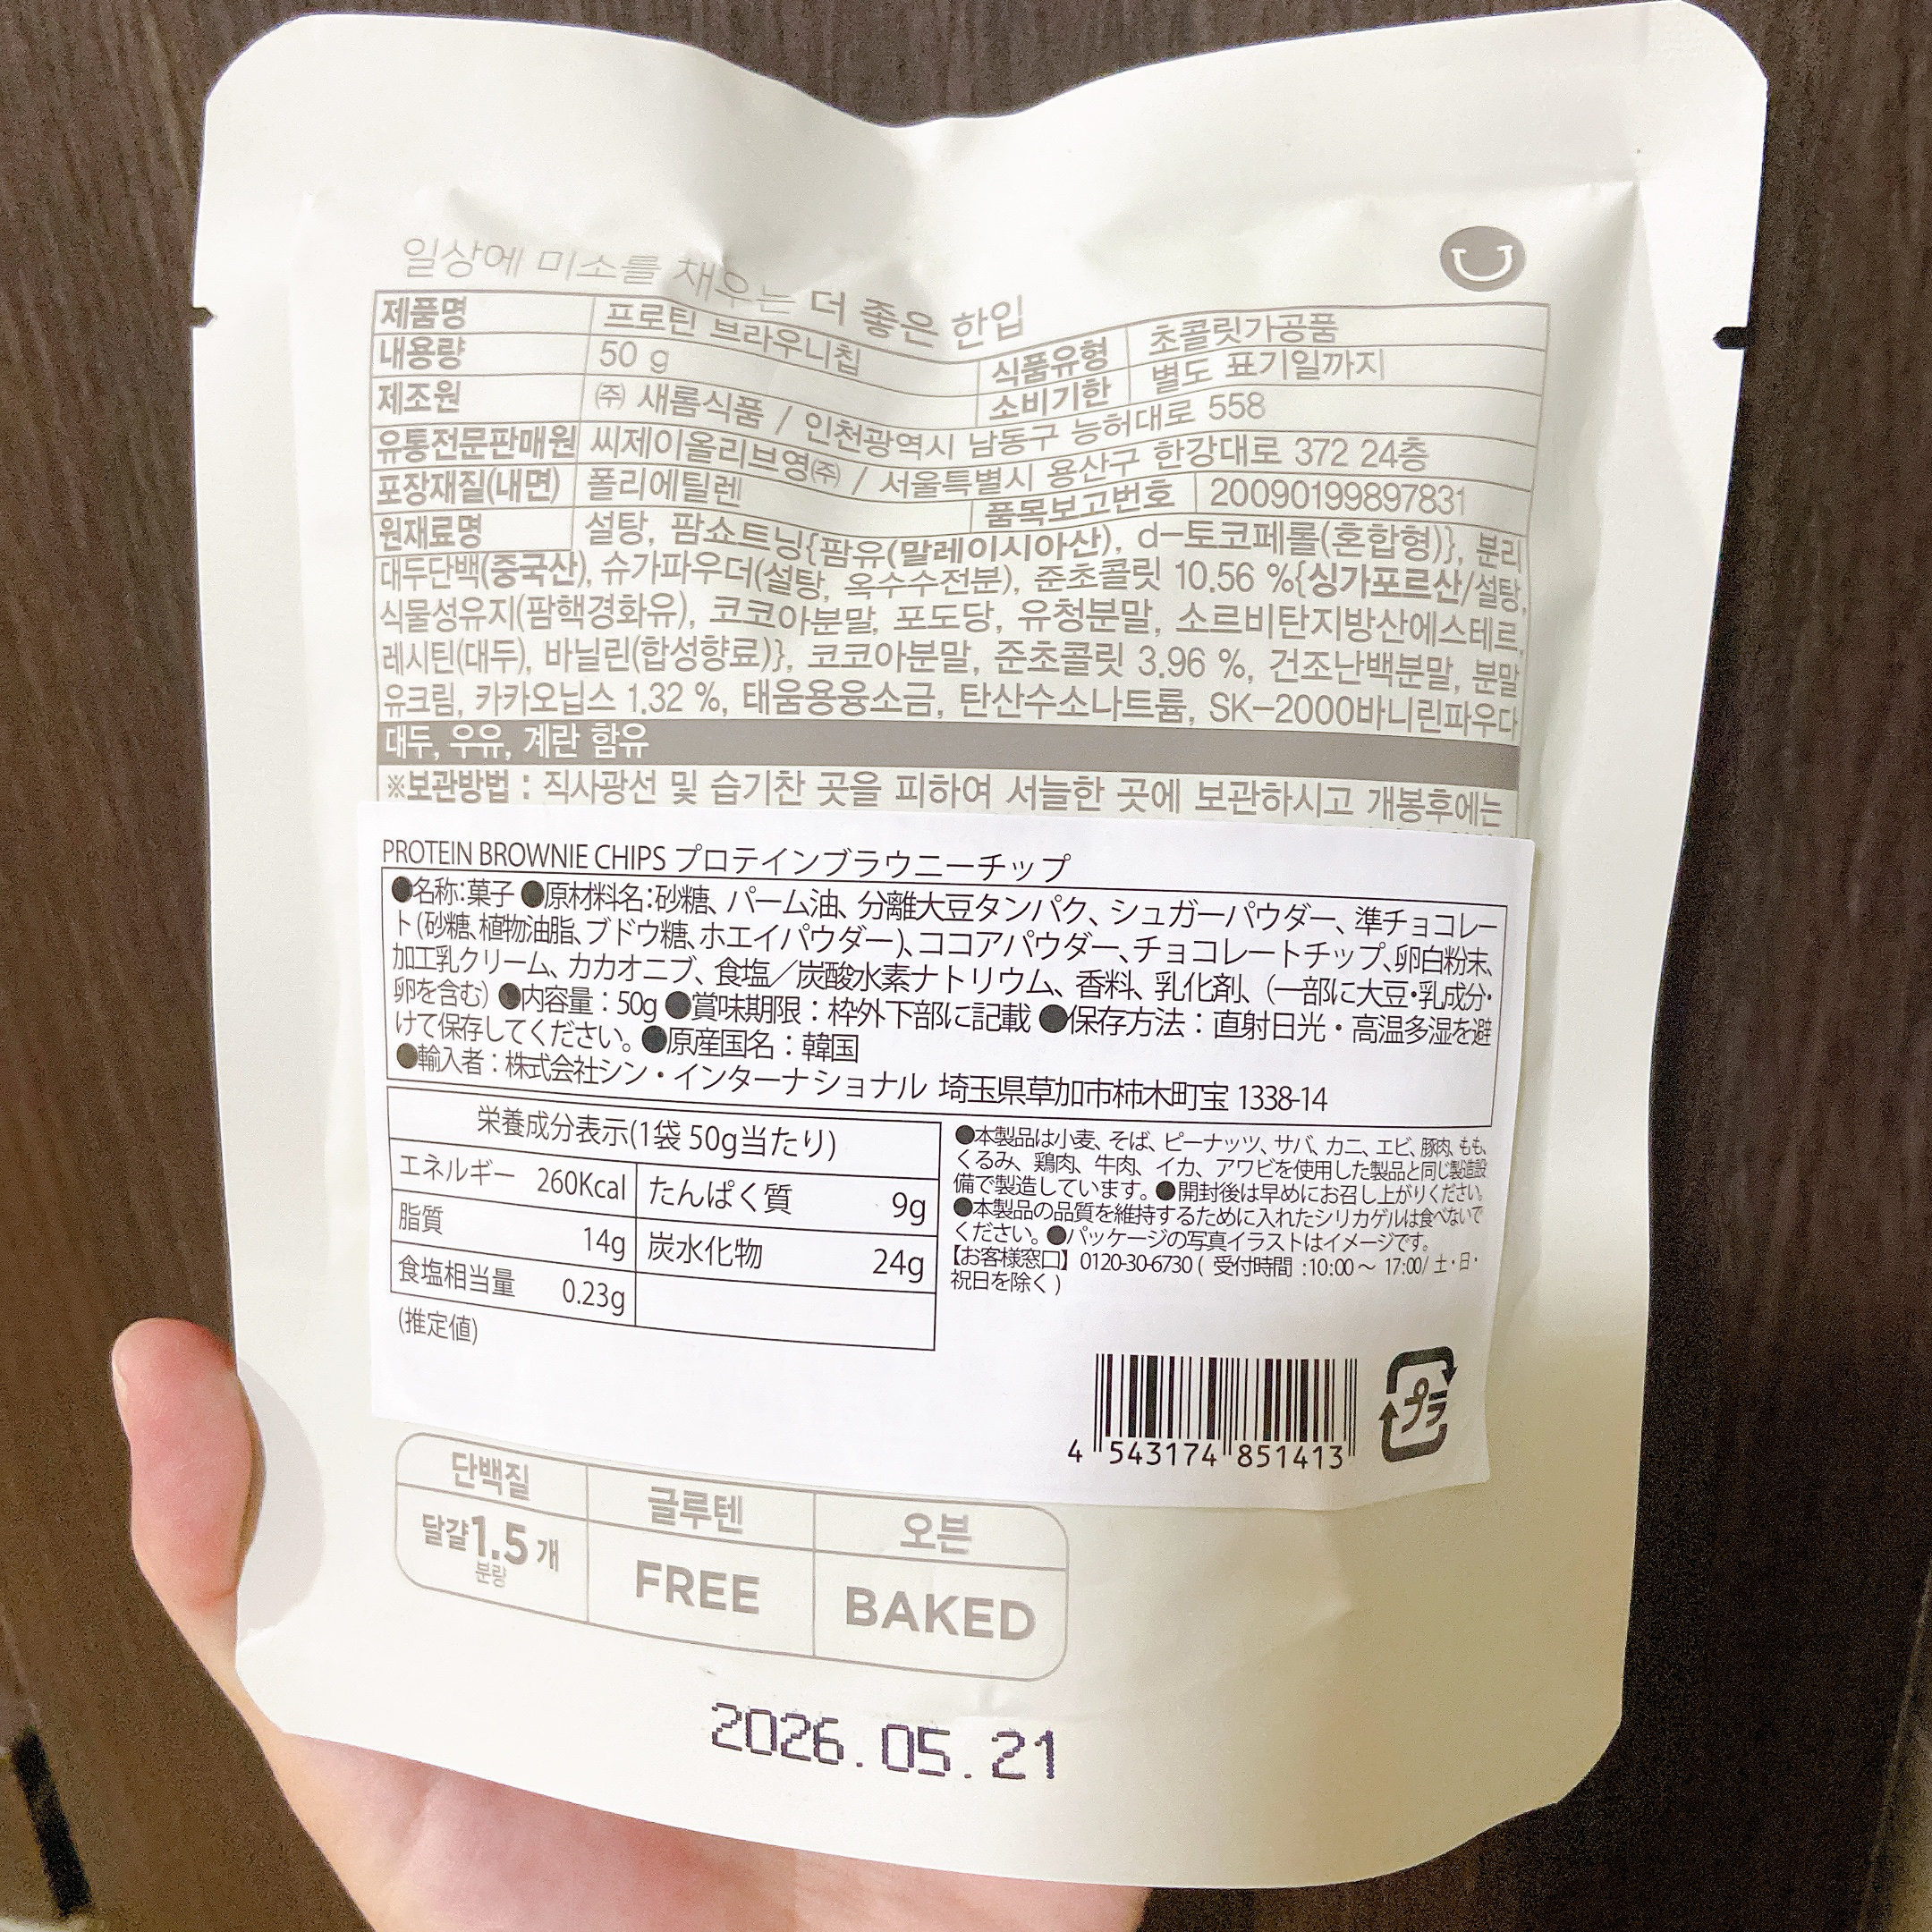 일상에 미소를 채우는 더 좋은 한입
제품명 프로틴 브라우니칩 식품유형 초콜릿가공품
내용량 50 g 소비기한 별도 표기일까지
제조원 ㈜ 새롬식품 / 인천광역시 남동구 능허대로 558
유통전문판매원 씨제이올리브영㈜ / 서울특별시 용산구 한강대로 372 24층
포장재질(내면) 폴리에틸렌 품목보고번호 20090199897831
원재료명 설탕, 팜쇼트닝{팜유(말레이시아산), d-토코페롤(혼합형)}, 분리
대두단백(중국산), 슈가파우더(설탕, 옥수수전분), 준초콜릿 10.56 %{싱가포르산/설탕,
식물성유지(팜핵경화유), 코코아분말, 포도당, 유청분말, 소르비탄지방산에스테르,
레시틴(대두), 바닐린(합성향료)}, 코코아분말, 준초콜릿 3.96 %, 건조난백분말, 분말
유크림, 카카오닙스 1.32 %, 태움용융소금, 탄산수소나트륨, SK-2000바니린파우다
대두, 우유, 계란 함유
※보관방법 : 직사광선 및 습기찬 곳을 피하여 서늘한 곳에 보관하시고 개봉후에는
PROTEIN BROWNIE CHIPS プロテインブラウニーチップ
●名称:菓子 ●原材料名:砂糖、パーム油、分離大豆タンパク、シュガーパウダー、準チョコレー
ト(砂糖、植物油脂、ブドウ糖、ホエイパウダー)、ココアパウダー、チョコレートチップ、卵白粉末、
加工乳クリーム、カカオニブ、食塩／炭酸水素ナトリウム、香料、乳化剤、(一部に大豆・乳成分・
卵を含む) ●内容量：50g ●賞味期限：枠外下部に記載 ●保存方法：直射日光・高温多湿を避
けて保存してください。●原産国名：韓国
●輸入者：株式会社シン・インターナショナル 埼玉県草加市柿木町宝 1338-14
栄養成分表示(1袋 50g当たり)
エネルギー 260Kcal たんぱく質 9g
脂質 14g 炭水化物 24g
食塩相当量 0.23g
(推定値)
●本製品は小麦、そば、ピーナッツ、サバ、カニ、エビ、豚肉、もも、
くるみ、鶏肉、牛肉、イカ、アワビを使用した製品と同じ製造設
備で製造しています。●開封後は早めにお召し上がりください。
●本製品の品質を維持するために入れたシリカゲルは食べないで
ください。●パッケージの写真イラストはイメージです。
【お客様窓口】0120-30-6730 ( 受付時間 :10:00～ 17:00/ 土・日・
祝日を除く )
4 543174 851413
プラ
단백질 글루텐 오븐
달걀1.5개 FREE BAKED
분량
2026.05.21